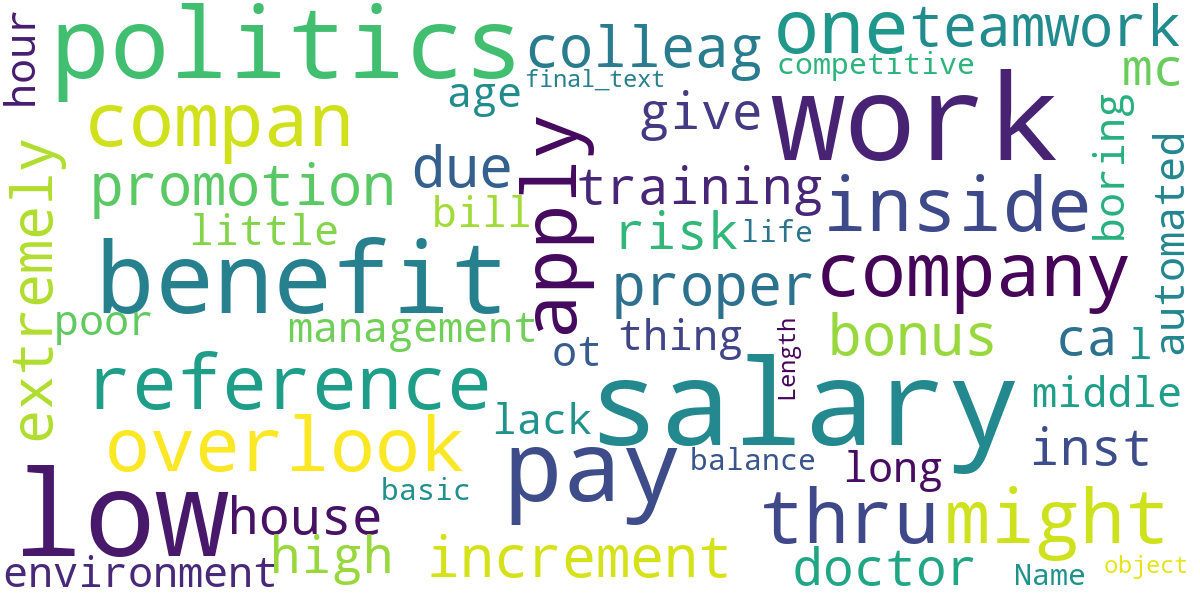 hour
politics
colleag
one
teamwork
final_text
competitive
mc
age
compan
give
work
boring
extremely
promotion
due
apply
training
inside
automated
little
bill
risk
life
benefit
proper
company
poor
management
ot
thing
bonus
ca
l
Length
reference
salary
middle
overlook
lack
inst
low
pay
balance
long
basic
house
thru
might
high
increment
environment
doctor
Name
object